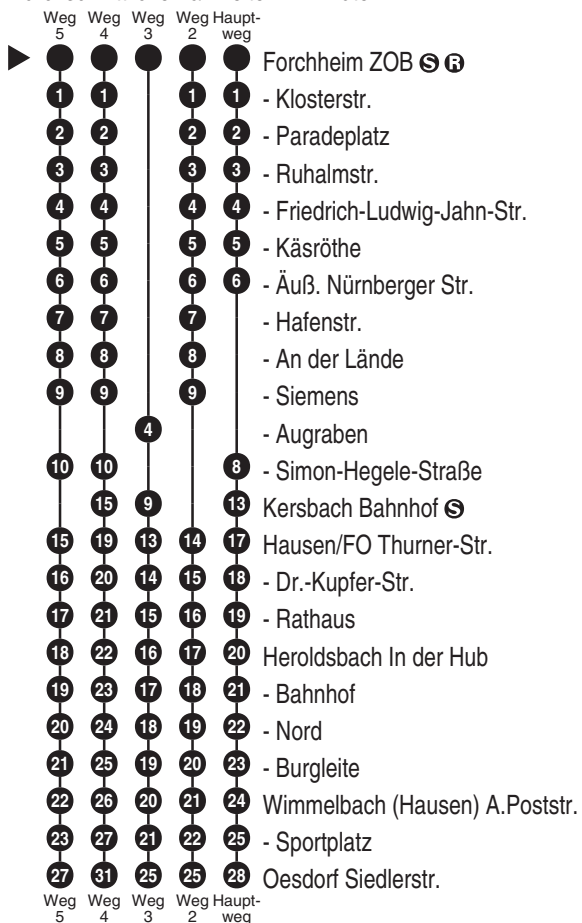 Weg Weg Weg Weg Haupt-
5 4 3 2 weg
Forchheim ZOB S R
1 1 1 1 - Klosterstr.
2 2 2 2 - Paradeplatz
3 3 3 3 - Ruhalmstr.
4 4 4 4 - Friedrich-Ludwig-Jahn-Str.
5 5 5 5 - Käsröthe
6 6 6 6 - Äuß. Nürnberger Str.
7 7 7 - Hafenstr.
8 8 8 - An der Lände
9 9 9 - Siemens
4 - Augraben
10 10 8 - Simon-Hegele-Straße
15 9 13 Kersbach Bahnhof S
15 19 13 14 17 Hausen/FO Thurner-Str.
16 20 14 15 18 - Dr.-Kupfer-Str.
17 21 15 16 19 - Rathaus
18 22 16 17 20 Heroldsbach In der Hub
19 23 17 18 21 - Bahnhof
20 24 18 19 22 - Nord
21 25 19 20 23 - Burgleite
22 26 20 21 24 Wimmelbach (Hausen) A.Poststr.
23 27 21 22 25 - Sportplatz
27 31 25 25 28 Oesdorf Siedlerstr.
Weg Weg Weg Weg Haupt-
5 4 3 2 weg